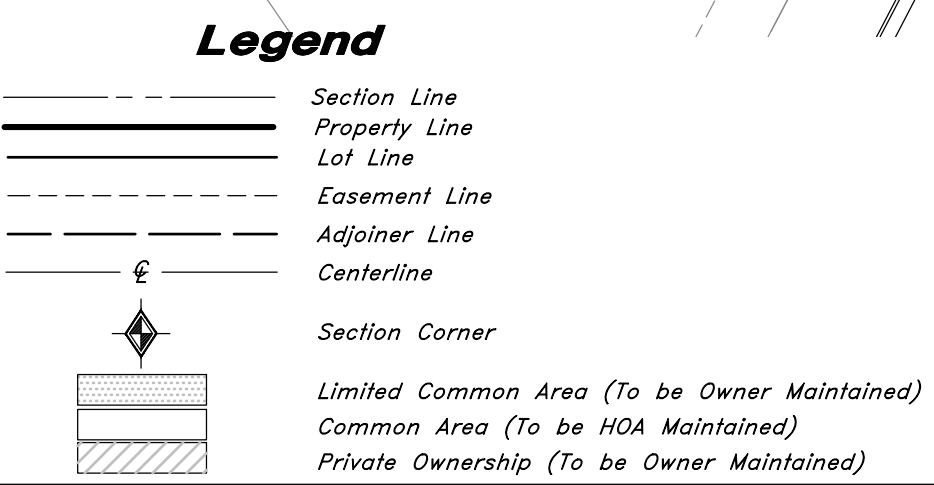 Legend
Section Line
Property Line
Lot Line
Easement Line
Adjoiner Line
℄ Centerline
Section Corner
Limited Common Area (To be Owner Maintained)
Common Area (To be HOA Maintained)
Private Ownership (To be Owner Maintained)